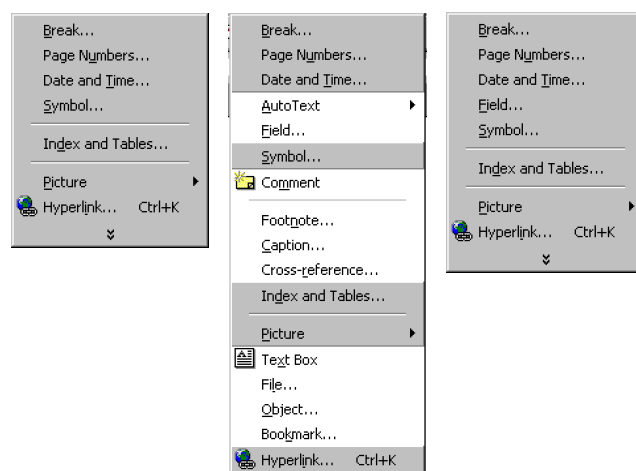 Break...
Page Numbers...
Date and Time...
Symbol...
Index and Tables...
Picture
Hyperlink... Ctrl+K
Break...
Page Numbers...
Date and Time...
AutoText
Field...
Symbol...
Comment
Footnote...
Caption...
Cross-reference...
Index and Tables...
Picture
Text Box
File...
Object...
Bookmark...
Hyperlink... Ctrl+K
Break...
Page Numbers...
Date and Time...
Field...
Symbol...
Index and Tables...
Picture
Hyperlink... Ctrl+K